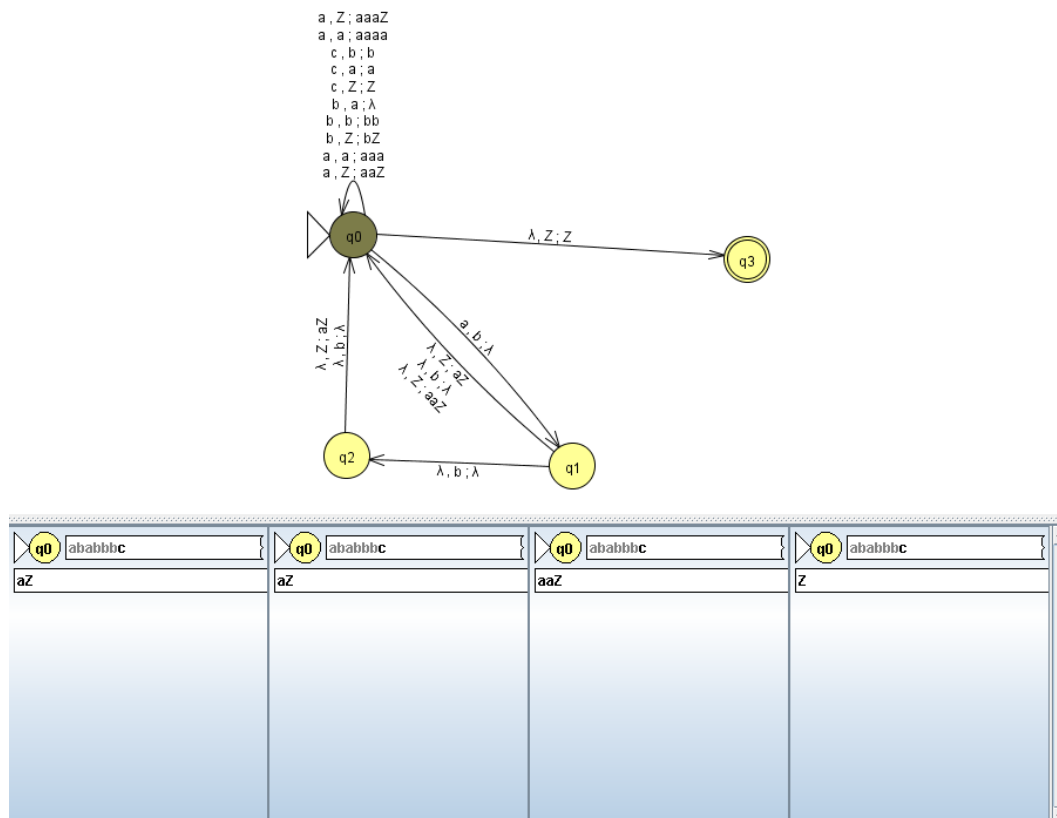 a , Z ; aaaZ
a , a ; aaaa
c , b ; b
c , a ; a
c , Z ; Z
b , a ; λ
b , b ; bb
b , Z ; bZ
a , a ; aaa
a , Z ; aaZ
q0
λ , Z ; Z
q3
a , b ; λ
λ , Z ; aZ
λ , b ; λ
λ , Z ; aZ
λ , b ; λ
λ , Z ; aaZ
q2
λ , b ; λ
q1
q0 ababbbc
aZ
q0 ababbbc
aZ
q0 ababbbc
aaZ
q0 ababbbc
Z